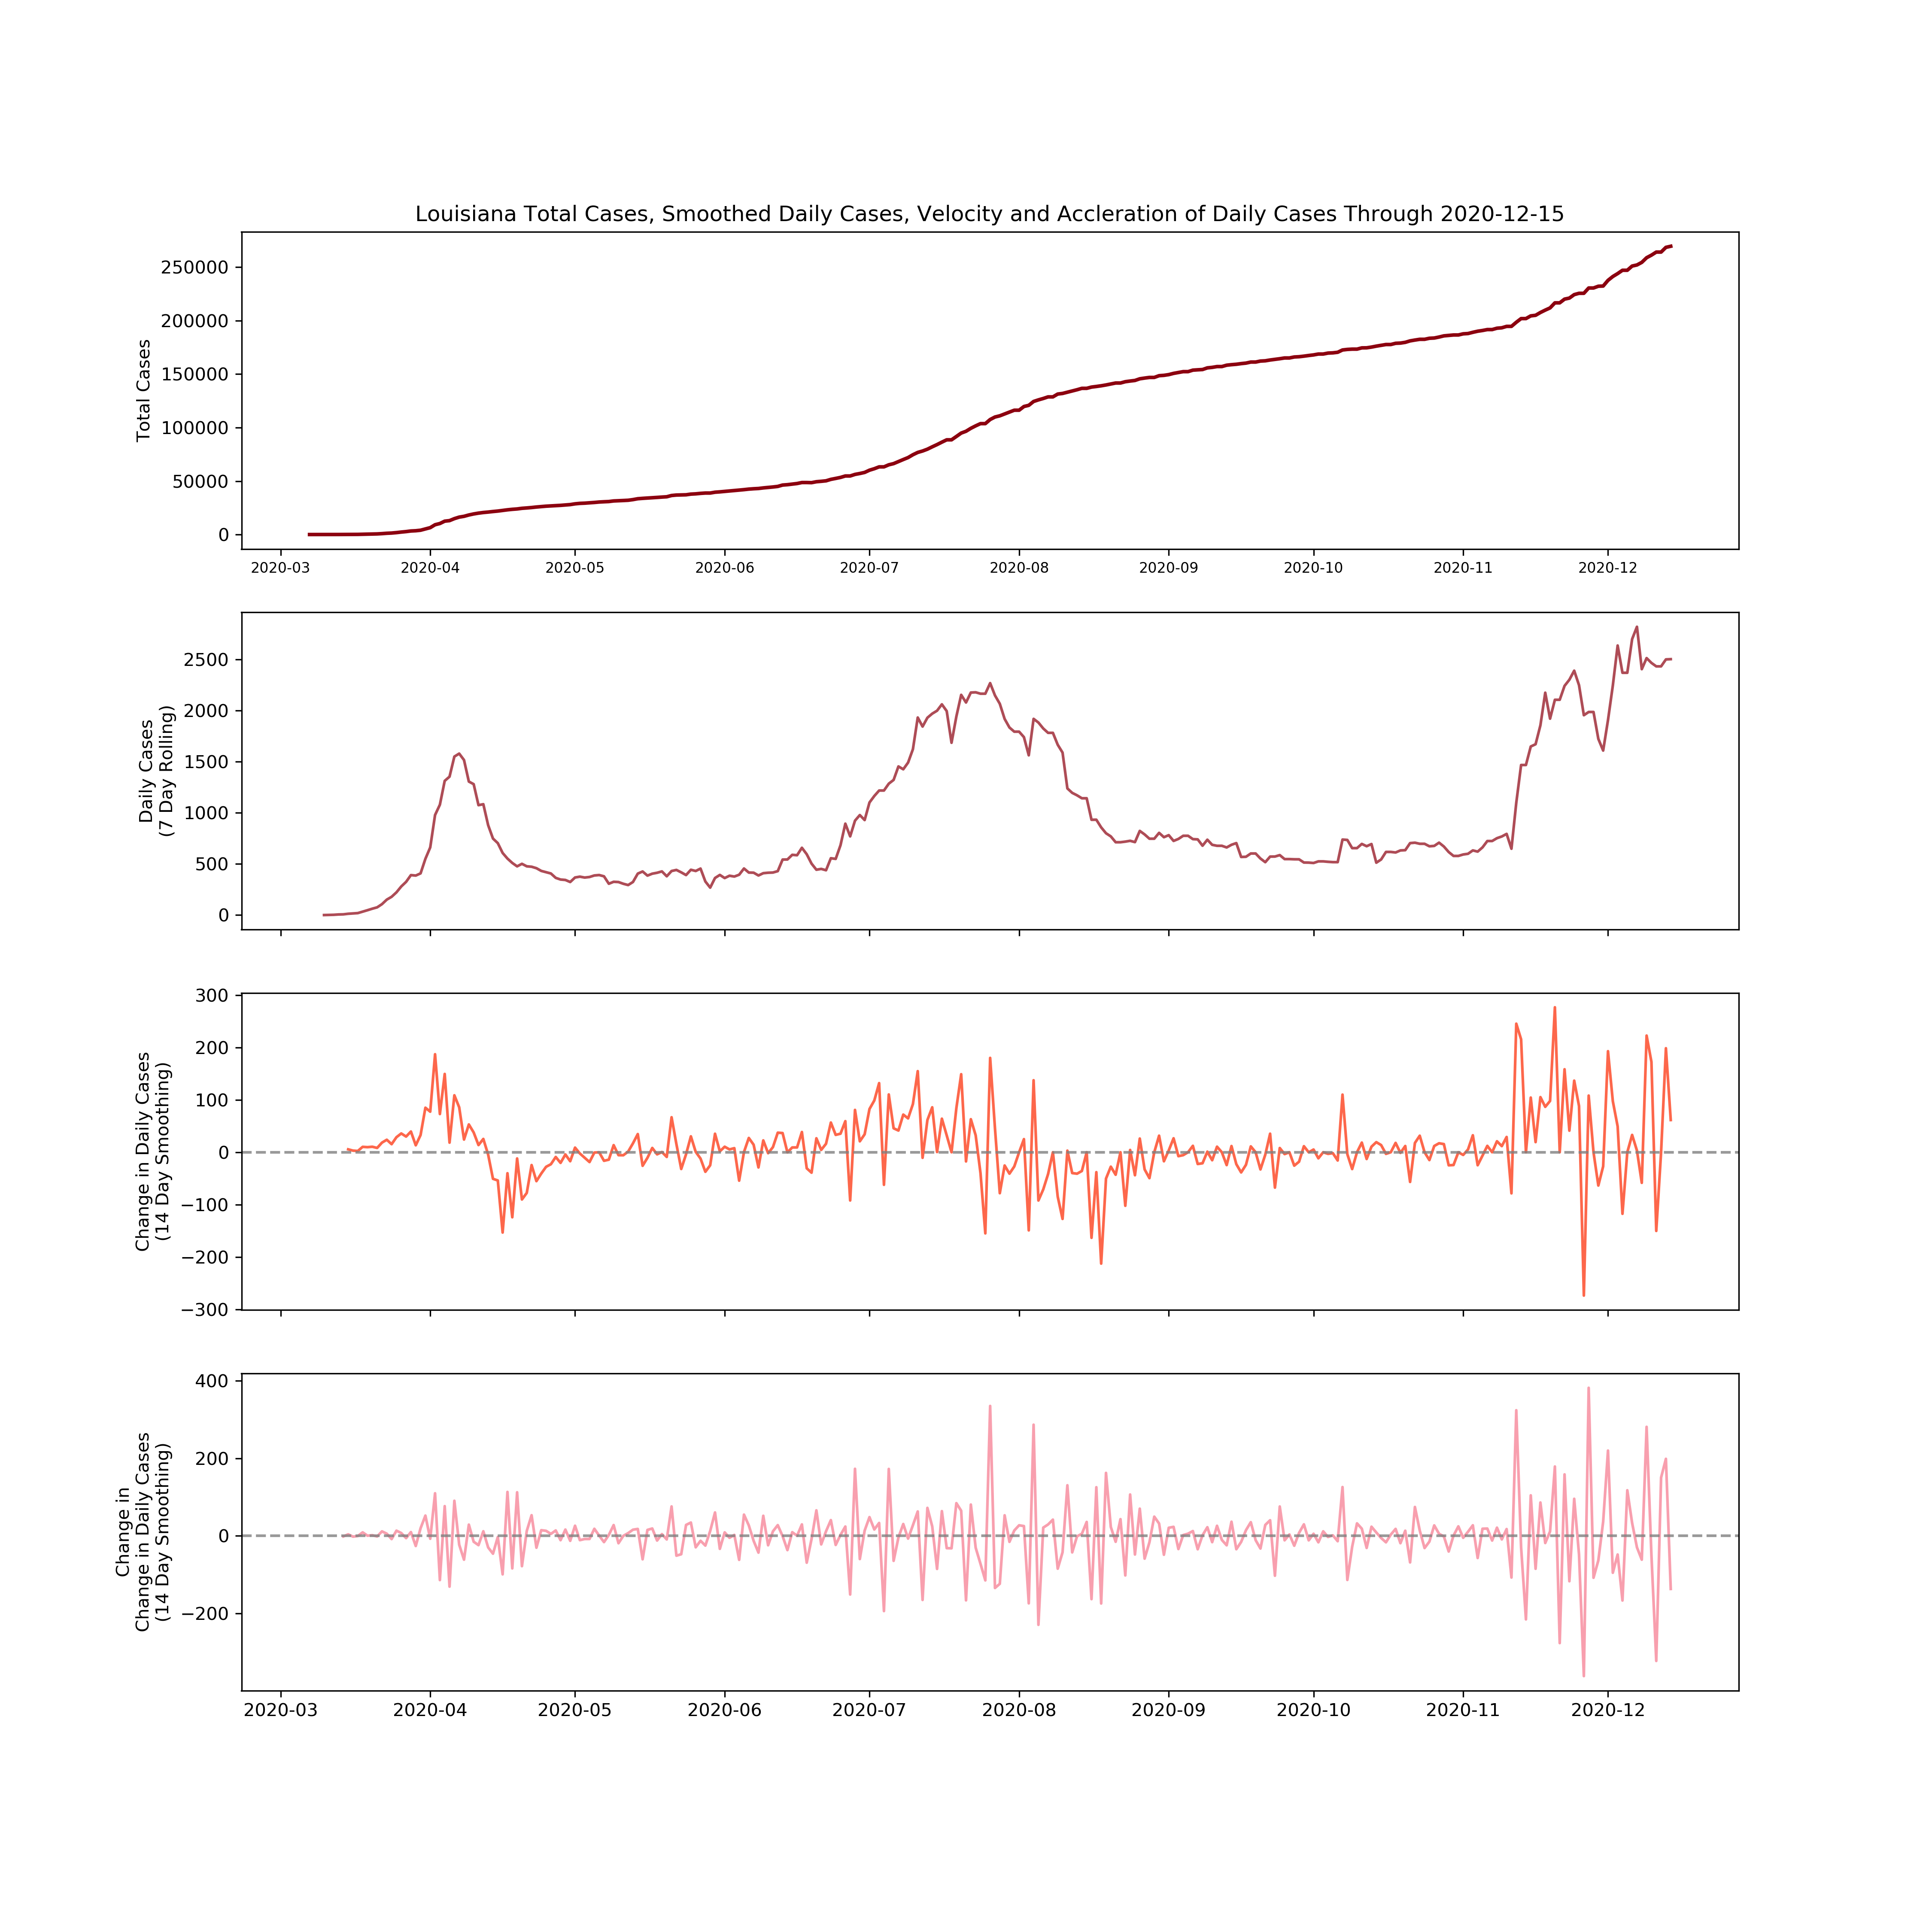 Louisiana Total Cases, Smoothed Daily Cases, Velocity and Accleration of Daily Cases Through 2020-12-15
Total Cases
250000
200000
150000
100000
50000
0
2020-03 2020-04 2020-05 2020-06 2020-07 2020-08 2020-09 2020-10 2020-11 2020-12
Daily Cases
(7 Day Rolling)
2500
2000
1500
1000
500
0
Change in Daily Cases
(14 Day Smoothing)
300
200
100
0
−100
−200
−300
Change in
Change in Daily Cases
(14 Day Smoothing)
400
200
0
−200
2020-03 2020-04 2020-05 2020-06 2020-07 2020-08 2020-09 2020-10 2020-11 2020-12